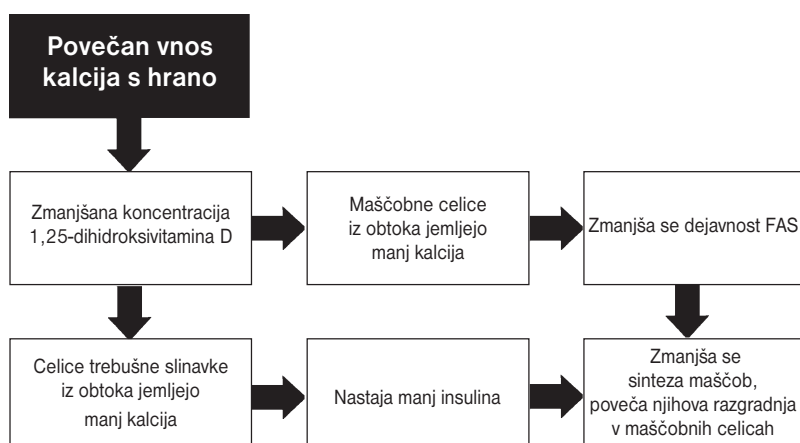 Povečan vnos
kalcija s hrano
Zmanjšana koncentracija
1,25-dihidroksivitamina D
Maščobne celice
iz obtoka jemljejo
manj kalcija
Zmanjša se dejavnost FAS
Celice trebušne slinavke
iz obtoka jemljejo
manj kalcija
Nastaja manj insulina
Zmanjša se
sinteza maščob,
poveča njihova razgradnja
v maščobnih celicah